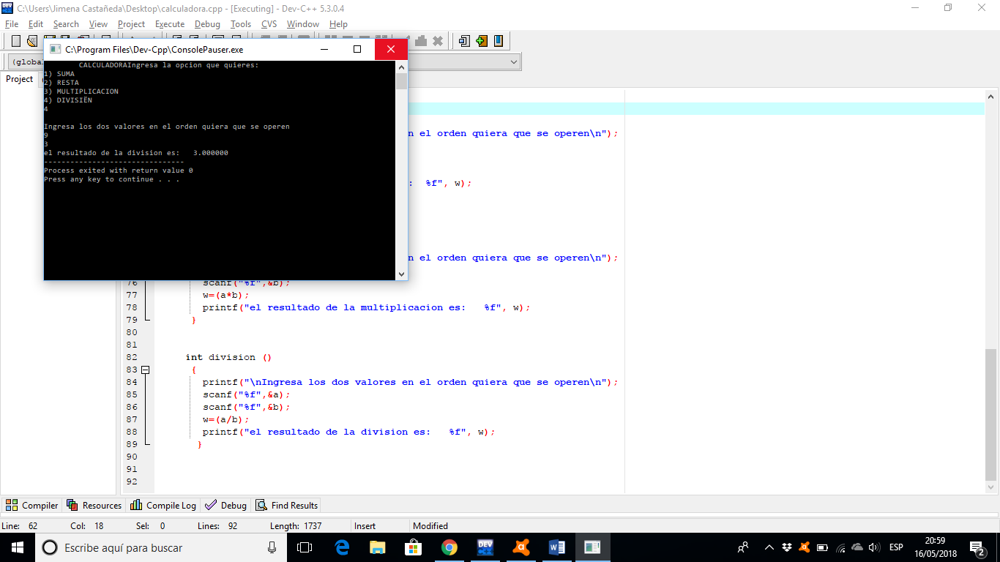 C:\Users\Jimena Castañeda\Desktop\calculadora.cpp - [Executing] - Dev-C++ 5.3.0.4
File Edit Search View Project Execute Debug Tools CVS Window Help
C:\Program Files\Dev-Cpp\ConsolePauser.exe
(globa
Project
CALCULADORAIngresa la opcion que quieres:
1) SUMA
2) RESTA
3) MULTIPLICACION
4) DIVISIËN
4
Ingresa los dos valores en el orden quiera que se operen
9
3
el resultado de la division es:   3.000000
--------------------------------
Process exited with return value 0
Press any key to continue . . .
n el orden quiera que se operen\n");
:  %f", w);
n el orden quiera que se operen\n");
76 scanf("%f",&b);
77 w=(a*b);
78 printf("el resultado de la multiplicacion es:   %f", w);
79 }
80
81
82 int division ()
83 {
84 printf("\nIngresa los dos valores en el orden quiera que se operen\n");
85 scanf("%f",&a);
86 scanf("%f",&b);
87 w=(a/b);
88 printf("el resultado de la division es:   %f", w);
89 }
90
91
92
Compiler Resources Compile Log Debug Find Results
Line: 62 Col: 18 Sel: 0 Lines: 92 Length: 1737 Insert Modified
Escribe aquí para buscar
DEV
ESP
20:59
16/05/2018
2